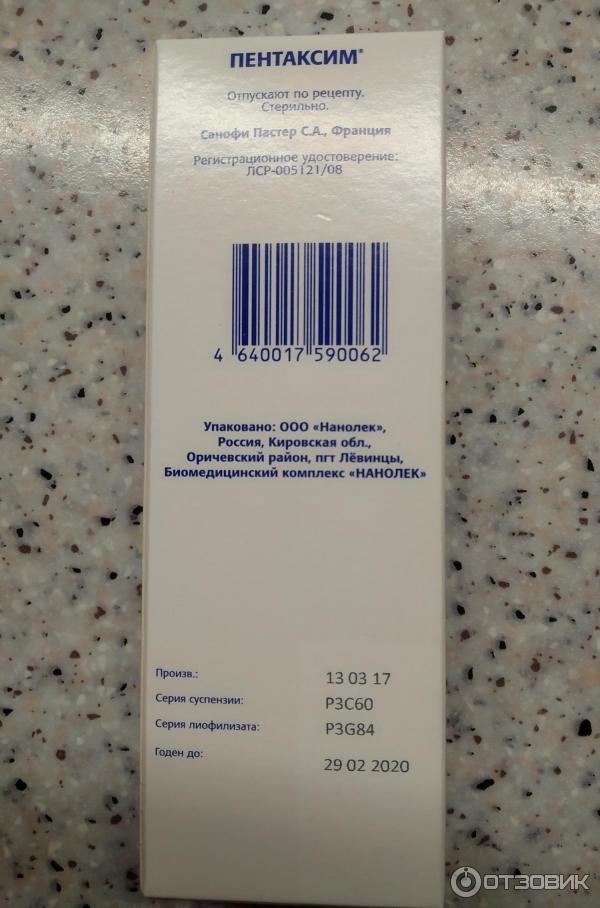 ПЕНТАКСИМ®
Отпускают по рецепту.
Стерильно.
Санофи Пастер С.А., Франция
Регистрационное удостоверение:
ЛСР-005121/08
4 640017 590062
Упаковано: ООО «Нанолек»,
Россия, Кировская обл.,
Оричевский район, пгт Лёвинцы,
Биомедицинский комплекс «НАНОЛЕК»
Произв.: 13 03 17
Серия суспензии: P3C60
Серия лиофилизата: P3G84
Годен до: 29 02 2020
ОТЗОВИК